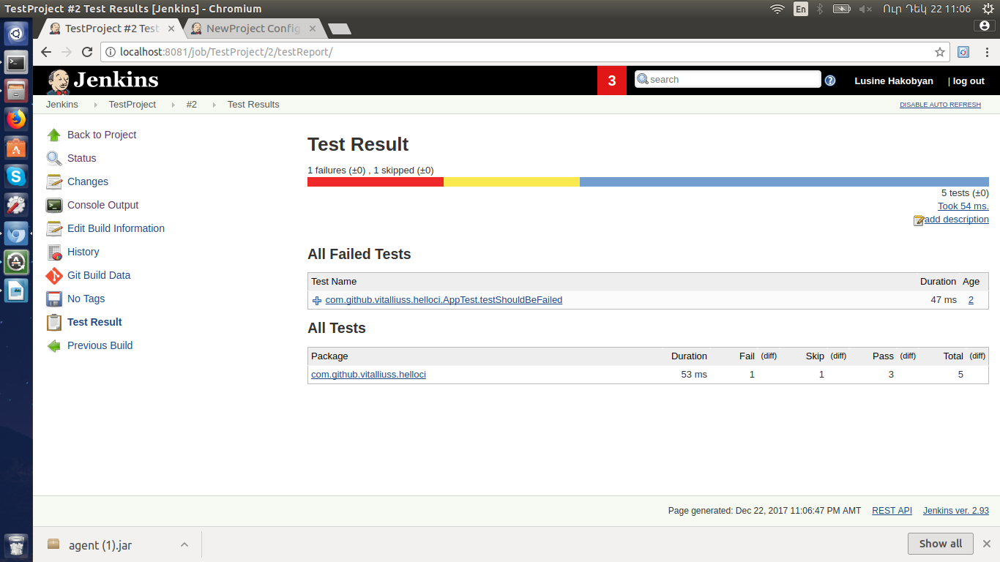 TestProject #2 Test Results [Jenkins] - Chromium
En
Ուր Դեկ 22 11:06
TestProject #2 Test
NewProject Config
localhost:8081/job/TestProject/2/testReport/
Jenkins
3
search
Lusine Hakobyan
| log out
Jenkins
TestProject
#2
Test Results
DISABLE AUTO REFRESH
Back to Project
Status
Changes
Console Output
Edit Build Information
History
Git Build Data
No Tags
Test Result
Previous Build
Test Result
1 failures (±0) , 1 skipped (±0)
5 tests (±0)
Took 54 ms.
add description
All Failed Tests
Test Name Duration Age
com.github.vitalliuss.helloci.AppTest.testShouldBeFailed 47 ms 2
All Tests
Package Duration Fail (diff) Skip (diff) Pass (diff) Total (diff)
com.github.vitalliuss.helloci 53 ms 1 1 3 5
Page generated: Dec 22, 2017 11:06:47 PM AMT REST API Jenkins ver. 2.93
agent (1).jar
Show all